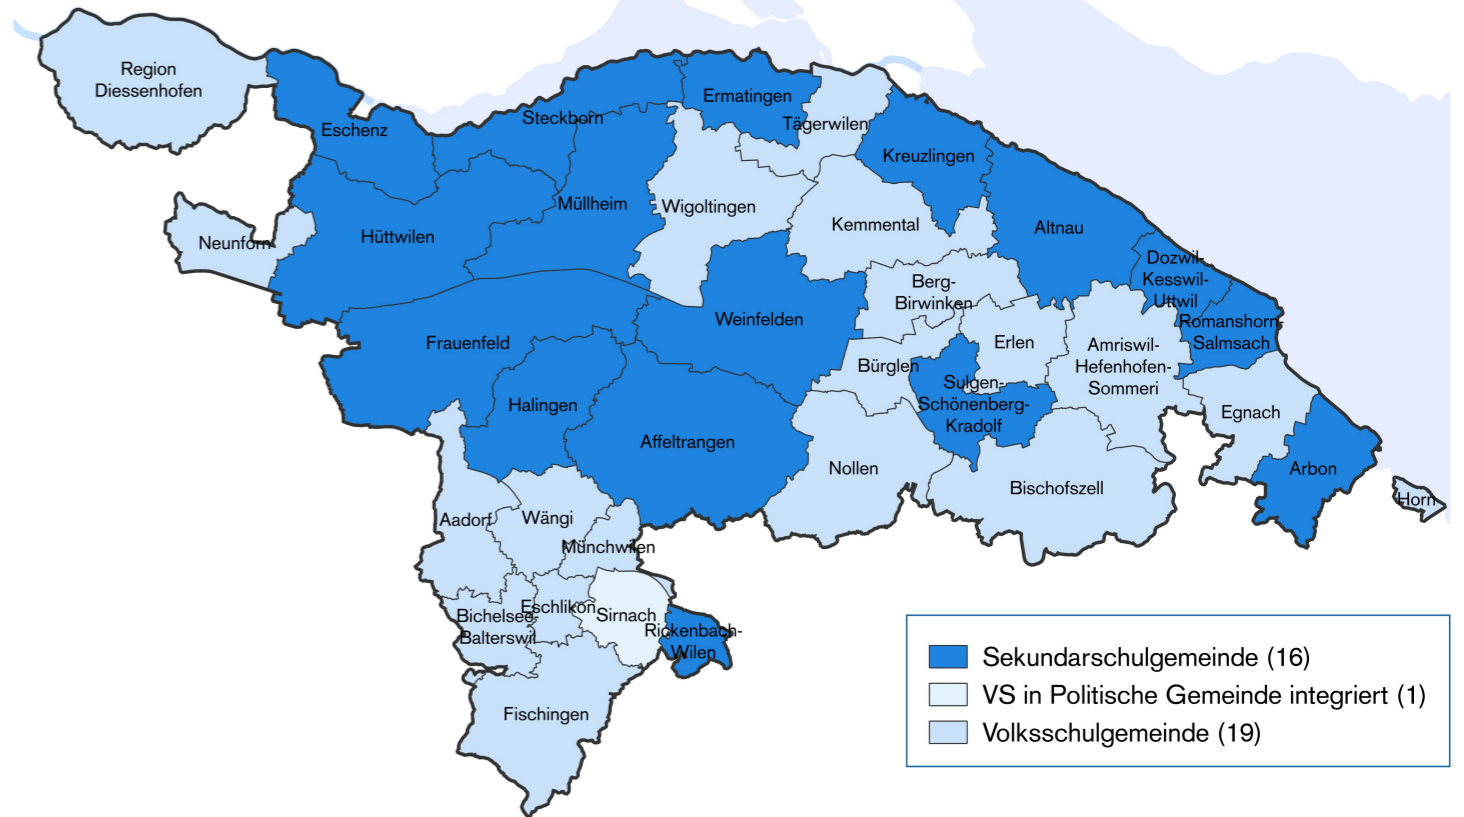 Region
Diessenhofen
Eschenz
Steckborn
Ermatingen
Tägerwilen
Kreuzlingen
Neunforn
Hüttwilen
Müllheim
Wigoltingen
Kemmental
Altnau
Dozwil-
Kesswil-
Uttwil
Berg-
Birwinken
Romanshorn-
Salmsach
Weinfelden
Frauenfeld
Erlen
Amriswil-
Hefenhofen-
Sommeri
Bürglen
Sulgen-
Schönenberg-
Kradolf
Halingen
Egnach
Affeltrangen
Nollen
Bischofszell
Arbon
Horn
Aadorf
Wängi
Münchwilen
Bichelsee-
Balterswil
Eschlikon
Sirnach
Rickenbach-
Wilen
Fischingen
Sekundarschulgemeinde (16)
VS in Politische Gemeinde integriert (1)
Volksschulgemeinde (19)